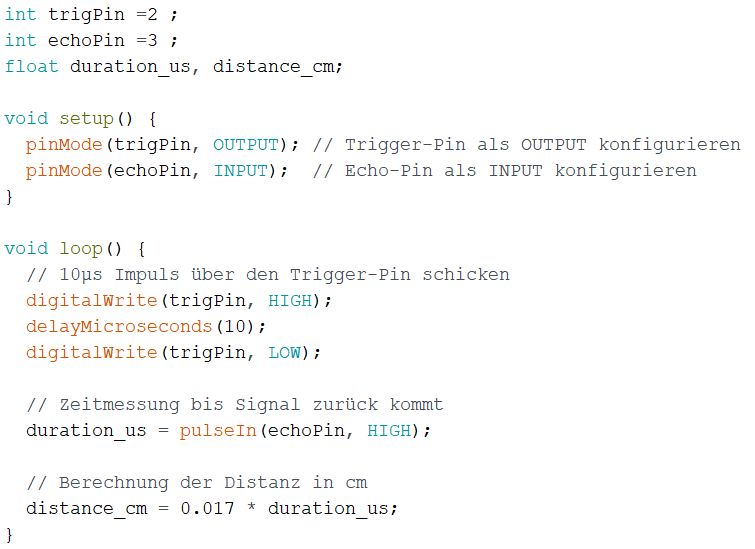 int trigPin =2 ;
int echoPin =3 ;
float duration_us, distance_cm;

void setup() {
  pinMode(trigPin, OUTPUT); // Trigger-Pin als OUTPUT konfigurieren
  pinMode(echoPin, INPUT);  // Echo-Pin als INPUT konfigurieren
}

void loop() {
  // 10µs Impuls über den Trigger-Pin schicken
  digitalWrite(trigPin, HIGH);
  delayMicroseconds(10);
  digitalWrite(trigPin, LOW);

  // Zeitmessung bis Signal zurück kommt
  duration_us = pulseIn(echoPin, HIGH);

  // Berechnung der Distanz in cm
  distance_cm = 0.017 * duration_us;
}